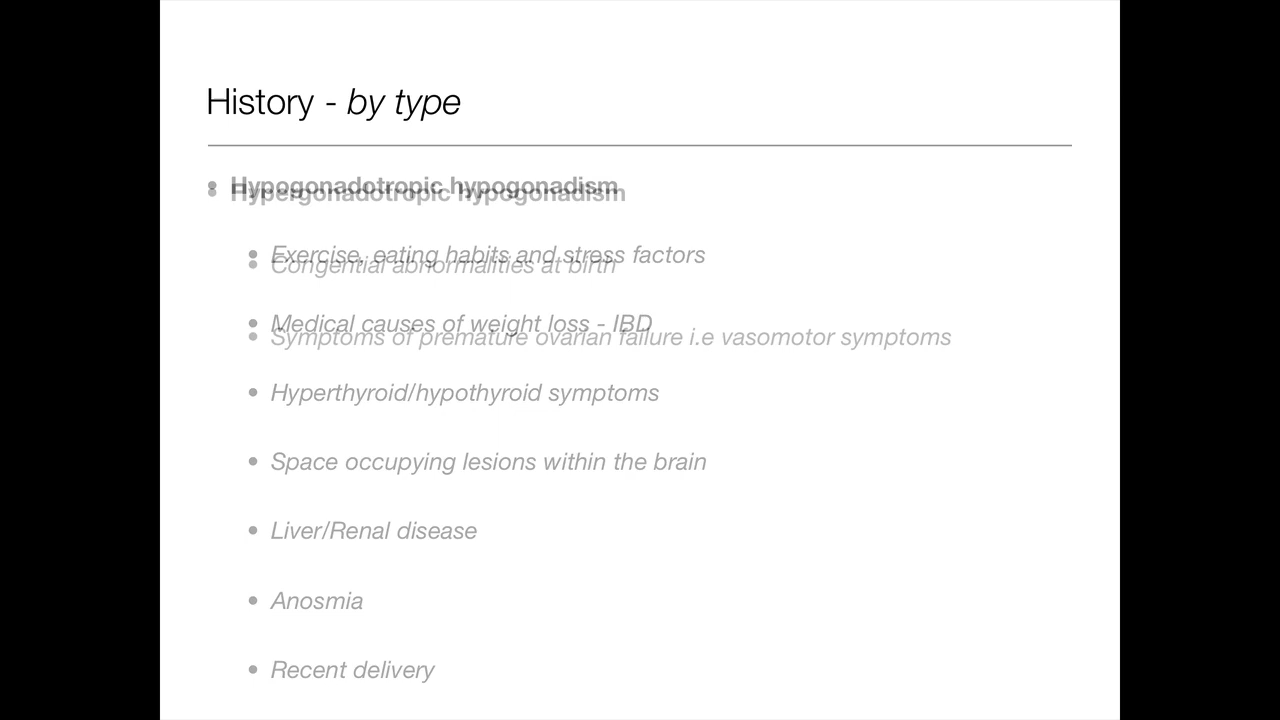 History - by type
• Hypogonadotropic hypogonadism
• Hypergonadotropic hypogonadism
• Exercise, eating habits and stress factors
• Congential abnormalities at birth
• Medical causes of weight loss - IBD
• Symptoms of premature ovarian failure i.e vasomotor symptoms
• Hyperthyroid/hypothyroid symptoms
• Space occupying lesions within the brain
• Liver/Renal disease
• Anosmia
• Recent delivery